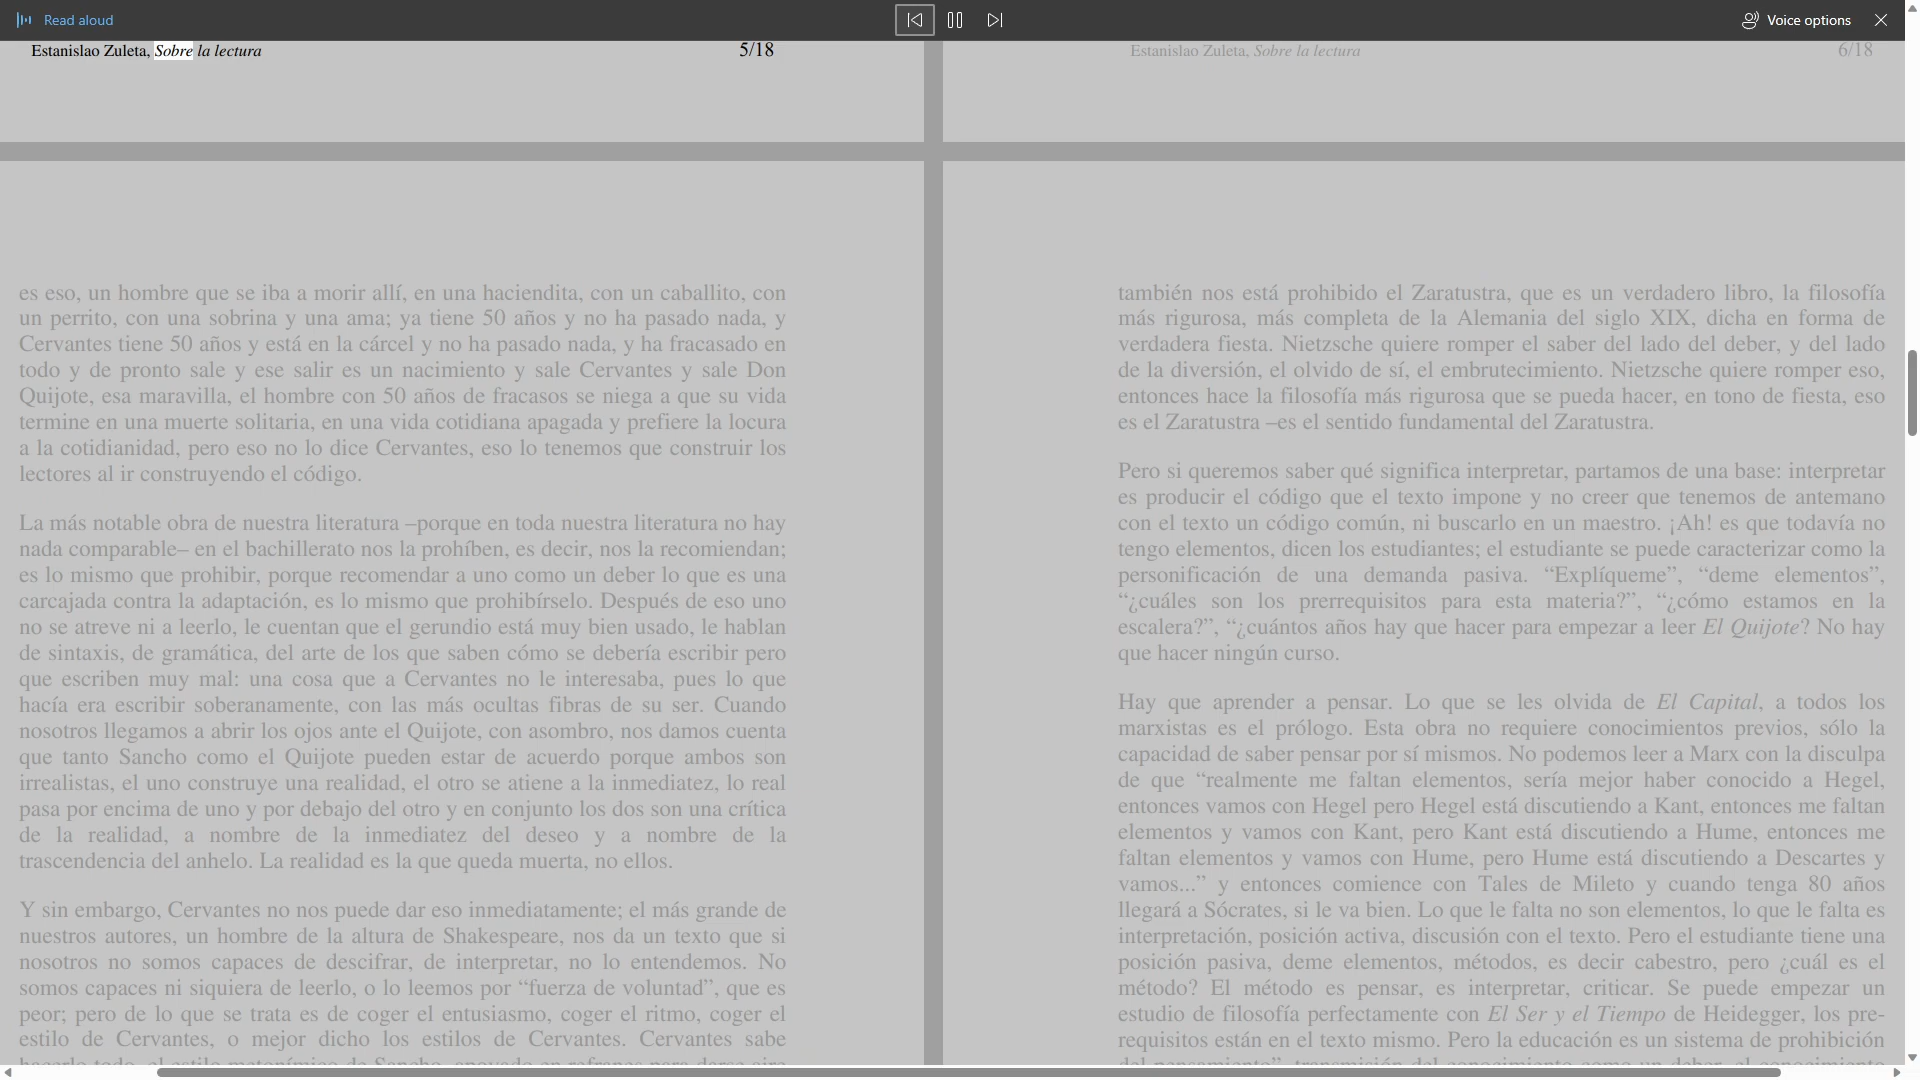 Read aloud
Voice options
Estanislao Zuleta, Sobre la lectura 5/18
es eso, un hombre que se iba a morir allí, en una haciendita, con un caballito, con
un perrito, con una sobrina y una ama; ya tiene 50 años y no ha pasado nada, y
Cervantes tiene 50 años y está en la cárcel y no ha pasado nada, y ha fracasado en
todo y de pronto sale y ese salir es un nacimiento y sale Cervantes y sale Don
Quijote, esa maravilla, el hombre con 50 años de fracasos se niega a que su vida
termine en una muerte solitaria, en una vida cotidiana apagada y prefiere la locura
a la cotidianidad, pero eso no lo dice Cervantes, eso lo tenemos que construir los
lectores al ir construyendo el código.
La más notable obra de nuestra literatura –porque en toda nuestra literatura no hay
nada comparable– en el bachillerato nos la prohíben, es decir, nos la recomiendan;
es lo mismo que prohibir, porque recomendar a uno como un deber lo que es una
carcajada contra la adaptación, es lo mismo que prohibírselo. Después de eso uno
no se atreve ni a leerlo, le cuentan que el gerundio está muy bien usado, le hablan
de sintaxis, de gramática, del arte de los que saben cómo se debería escribir pero
que escriben muy mal: una cosa que a Cervantes no le interesaba, pues lo que
hacía era escribir soberanamente, con las más ocultas fibras de su ser. Cuando
nosotros llegamos a abrir los ojos ante el Quijote, con asombro, nos damos cuenta
que tanto Sancho como el Quijote pueden estar de acuerdo porque ambos son
irrealistas, el uno construye una realidad, el otro se atiene a la inmediatez, lo real
pasa por encima de uno y por debajo del otro y en conjunto los dos son una crítica
de la realidad, a nombre de la inmediatez del deseo y a nombre de la
trascendencia del anhelo. La realidad es la que queda muerta, no ellos.
Y sin embargo, Cervantes no nos puede dar eso inmediatamente; el más grande de
nuestros autores, un hombre de la altura de Shakespeare, nos da un texto que si
nosotros no somos capaces de descifrar, de interpretar, no lo entendemos. No
somos capaces ni siquiera de leerlo, o lo leemos por “fuerza de voluntad”, que es
peor; pero de lo que se trata es de coger el entusiasmo, coger el ritmo, coger el
estilo de Cervantes, o mejor dicho los estilos de Cervantes. Cervantes sabe
hacerlo todo, el estilo metonímico de Sancho, apoyado en refranes para darse aire
Estanislao Zuleta, Sobre la lectura 6/18
también nos está prohibido el Zaratustra, que es un verdadero libro, la filosofía
más rigurosa, más completa de la Alemania del siglo XIX, dicha en forma de
verdadera fiesta. Nietzsche quiere romper el saber del lado del deber, y del lado
de la diversión, el olvido de sí, el embrutecimiento. Nietzsche quiere romper eso,
entonces hace la filosofía más rigurosa que se pueda hacer, en tono de fiesta, eso
es el Zaratustra –es el sentido fundamental del Zaratustra.
Pero si queremos saber qué significa interpretar, partamos de una base: interpretar
es producir el código que el texto impone y no creer que tenemos de antemano
con el texto un código común, ni buscarlo en un maestro. ¡Ah! es que todavía no
tengo elementos, dicen los estudiantes; el estudiante se puede caracterizar como la
personificación de una demanda pasiva. “Explíqueme”, “deme elementos”,
“¿cuáles son los prerrequisitos para esta materia?”, “¿cómo estamos en la
escalera?”, “¿cuántos años hay que hacer para empezar a leer El Quijote? No hay
que hacer ningún curso.
Hay que aprender a pensar. Lo que se les olvida de El Capital, a todos los
marxistas es el prólogo. Esta obra no requiere conocimientos previos, sólo la
capacidad de saber pensar por sí mismos. No podemos leer a Marx con la disculpa
de que “realmente me faltan elementos, sería mejor haber conocido a Hegel,
entonces vamos con Hegel pero Hegel está discutiendo a Kant, entonces me faltan
elementos y vamos con Kant, pero Kant está discutiendo a Hume, entonces me
faltan elementos y vamos con Hume, pero Hume está discutiendo a Descartes y
vamos...” y entonces comience con Tales de Mileto y cuando tenga 80 años
llegará a Sócrates, si le va bien. Lo que le falta no son elementos, lo que le falta es
interpretación, posición activa, discusión con el texto. Pero el estudiante tiene una
posición pasiva, deme elementos, métodos, es decir cabestro, pero ¿cuál es el
método? El método es pensar, es interpretar, criticar. Se puede empezar un
estudio de filosofía perfectamente con El Ser y el Tiempo de Heidegger, los pre-
requisitos están en el texto mismo. Pero la educación es un sistema de prohibición
del pensamiento”, transmisión del conocimiento como un deber, el conocimiento